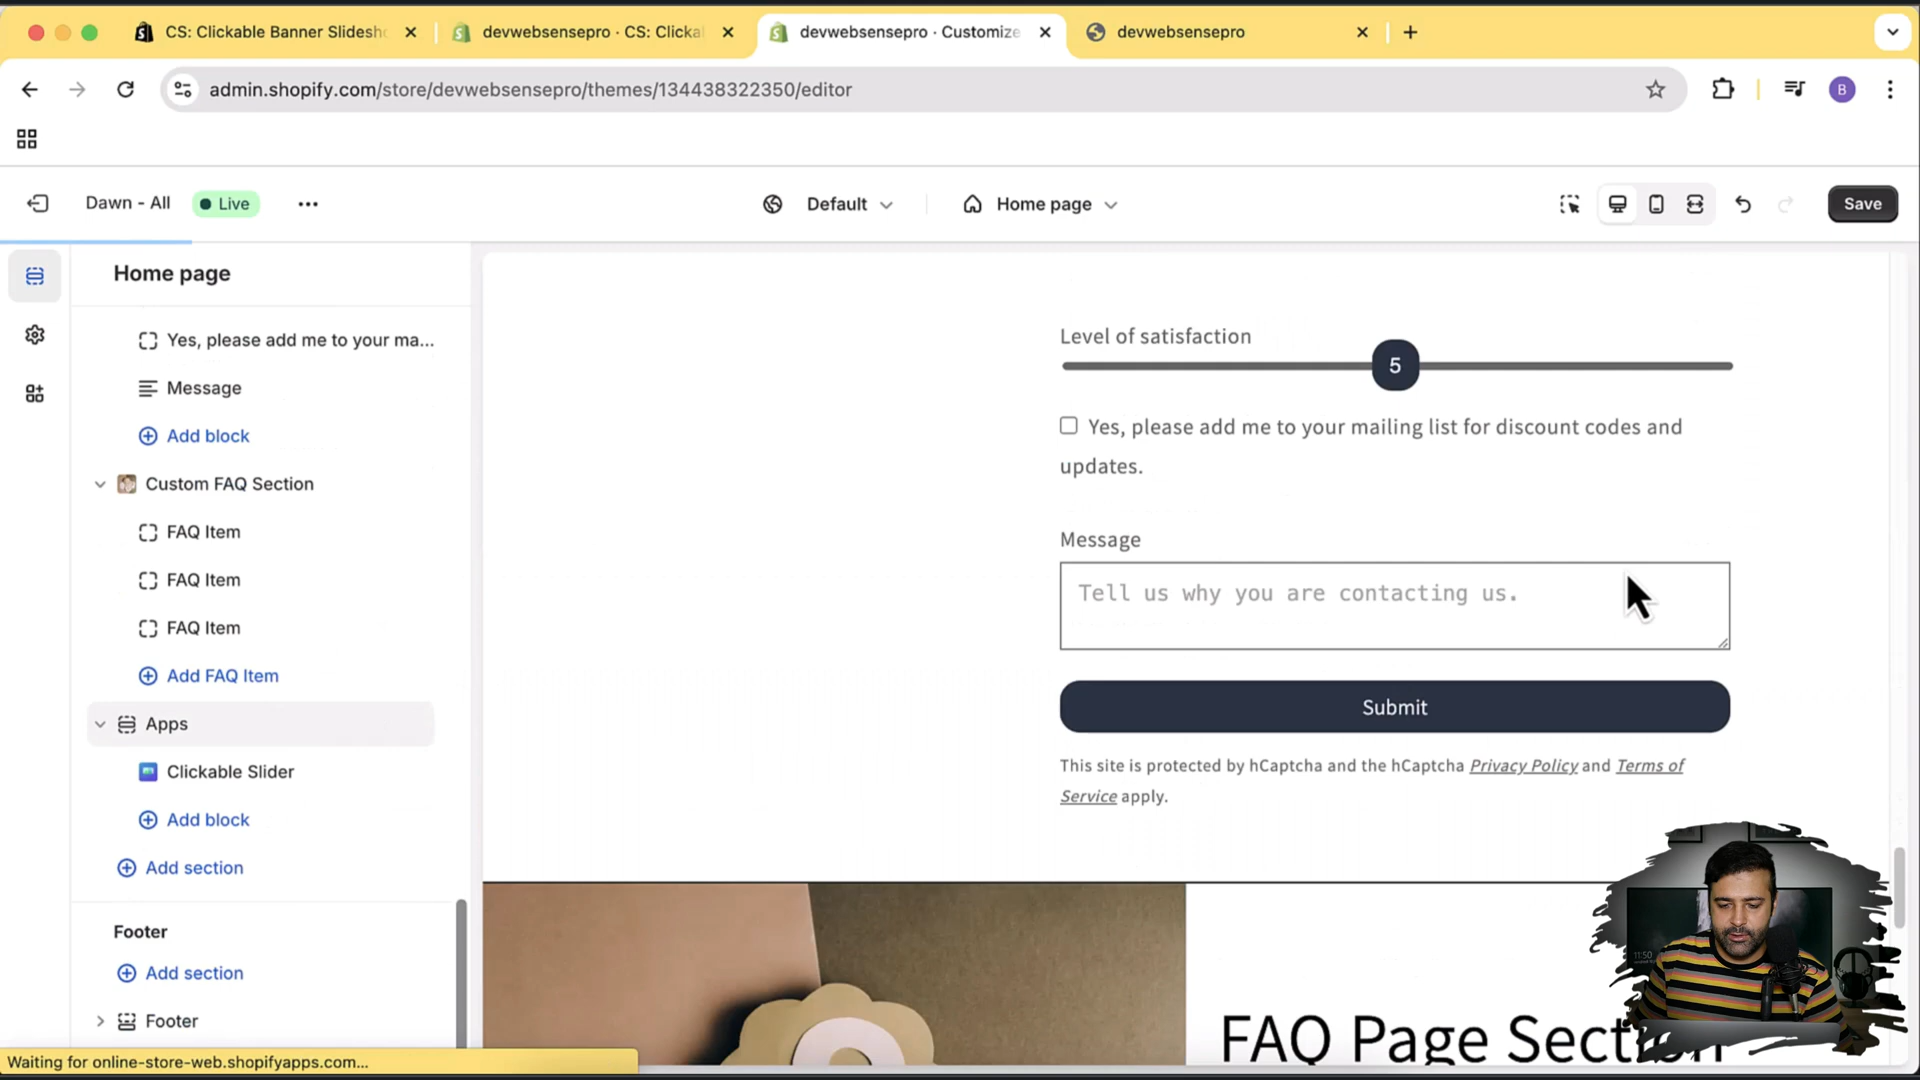 CS: Clickable Banner Slidesh
devwebsensepro · CS: Clickal
devwebsensepro · Customize
devwebsensepro
admin.shopify.com/store/devwebsensepro/themes/134438322350/editor
B
Dawn - All
Live
Default
Home page
Save
Home page
Yes, please add me to your ma...
Message
Add block
Custom FAQ Section
FAQ Item
FAQ Item
FAQ Item
Add FAQ Item
Apps
Clickable Slider
Add block
Add section
Footer
Add section
Footer
Waiting for online-store-web.shopifyapps.com...
Level of satisfaction
5
Yes, please add me to your mailing list for discount codes and
updates.
Message
Tell us why you are contacting us.
Submit
This site is protected by hCaptcha and the hCaptcha Privacy Policy and Terms of
Service apply.
FAQ Page Section
11:50